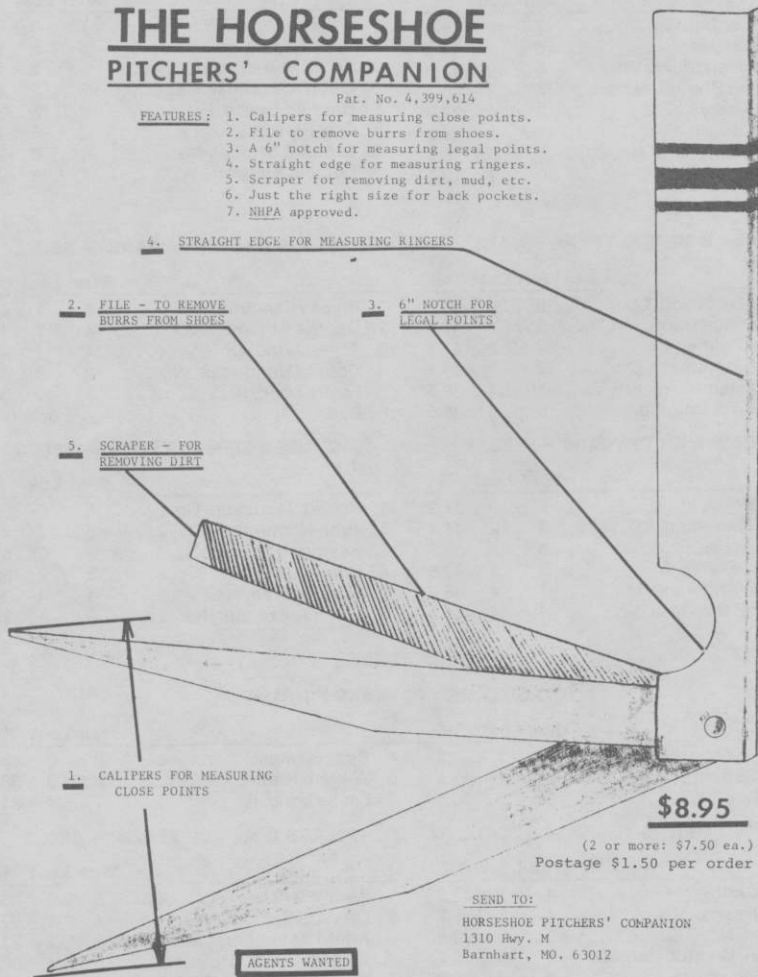 THE HORSESHOE
PITCHERS' COMPANION
Pat. No. 4,399,614
FEATURES: 1. Calipers for measuring close points.
2. File to remove burrs from shoes.
3. A 6" notch for measuring legal points.
4. Straight edge for measuring ringers.
5. Scraper for removing dirt, mud, etc.
6. Just the right size for back pockets.
7. NHPA approved.
4. STRAIGHT EDGE FOR MEASURING RINGERS
2. FILE - TO REMOVE
BURRS FROM SHOES
3. 6" NOTCH FOR
LEGAL POINTS
5. SCRAPER - FOR
REMOVING DIRT
1. CALIPERS FOR MEASURING
CLOSE POINTS
$8.95
(2 or more: $7.50 ea.)
Postage $1.50 per order
SEND TO:
HORSESHOE PITCHERS' COMPANION
1310 Hwy. M
Barnhart, MO. 63012
AGENTS WANTED